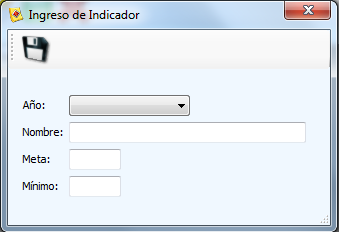 Ingreso de Indicador
Año:
Nombre:
Meta:
Mínimo: